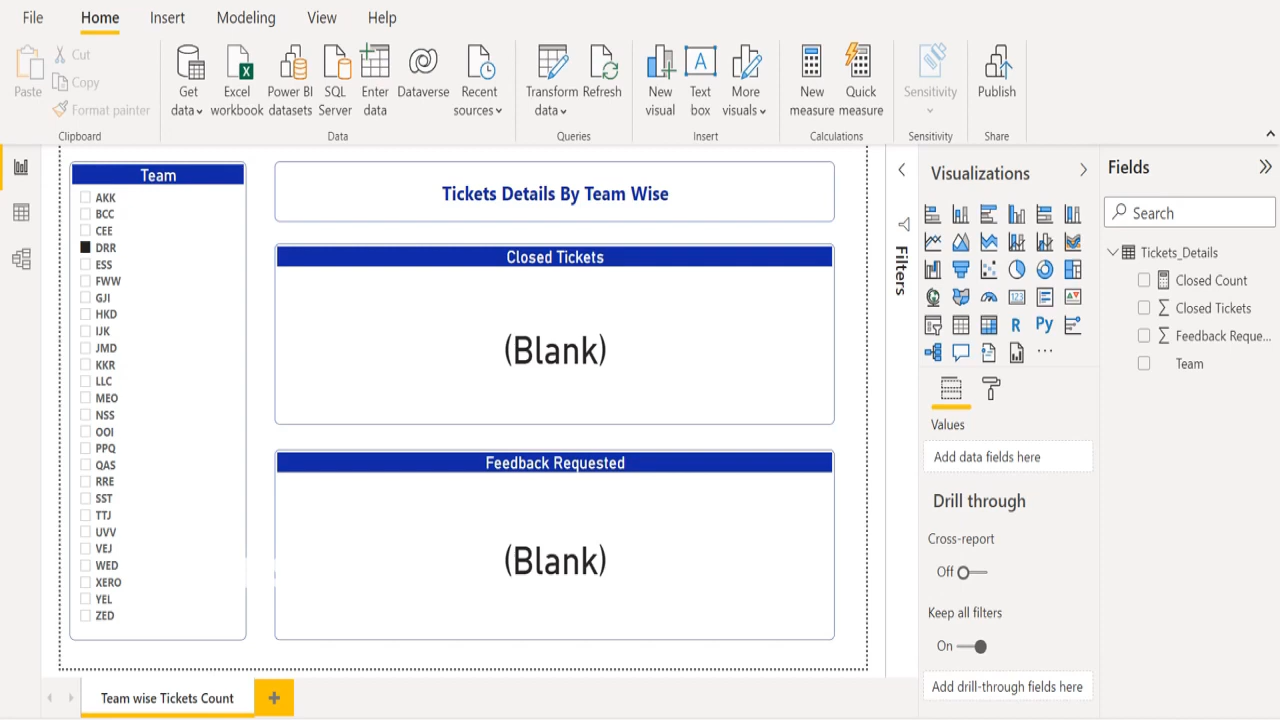 File Home Insert Modeling View Help
Paste
Cut
Copy
Format painter
Clipboard
Get data
Excel workbook
Power BI datasets
SQL Server
Enter data
Dataverse
Recent sources
Data
Transform data
Refresh
Queries
New visual
Text box
More visuals
Insert
New measure
Quick measure
Calculations
Sensitivity
Sensitivity
Publish
Share
Team
AKK
BCC
CEE
DRR
ESS
FWW
GJI
HKD
IJK
JMD
KKR
LLC
MEO
NSS
OOI
PPQ
QAS
RRE
SST
TTJ
UVV
VEJ
WED
XERO
YEL
ZED
Tickets Details By Team Wise
Closed Tickets
(Blank)
Feedback Requested
(Blank)
Filters
Visualizations
123
R Py
Values
Add data fields here
Drill through
Cross-report
Off
Keep all filters
On
Add drill-through fields here
Fields
Search
Tickets_Details
Closed Count
Closed Tickets
Feedback Reque...
Team
Team wise Tickets Count